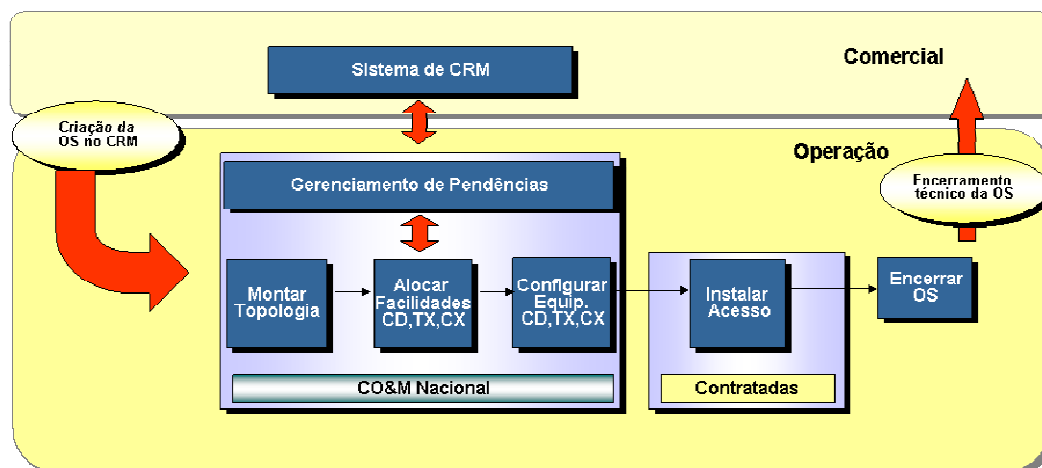 Comercial
Sistema de CRM
Criação da
OS no CRM
Operação
Gerenciamento de Pendências
Encerramento
técnico da OS
Montar
Topologia
Alocar
Facilidades
CD,TX,CX
Configurar
Equip.
CD,TX,CX
Instalar
Acesso
Encerrar
OS
CO&M Nacional
Contratadas